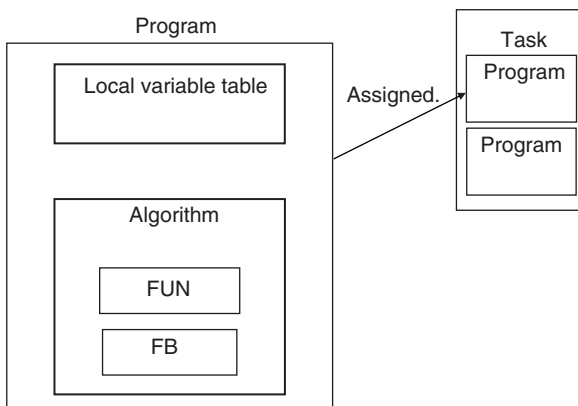 Program
Local variable table
Algorithm
FUN
FB
Assigned.
Task
Program
Program